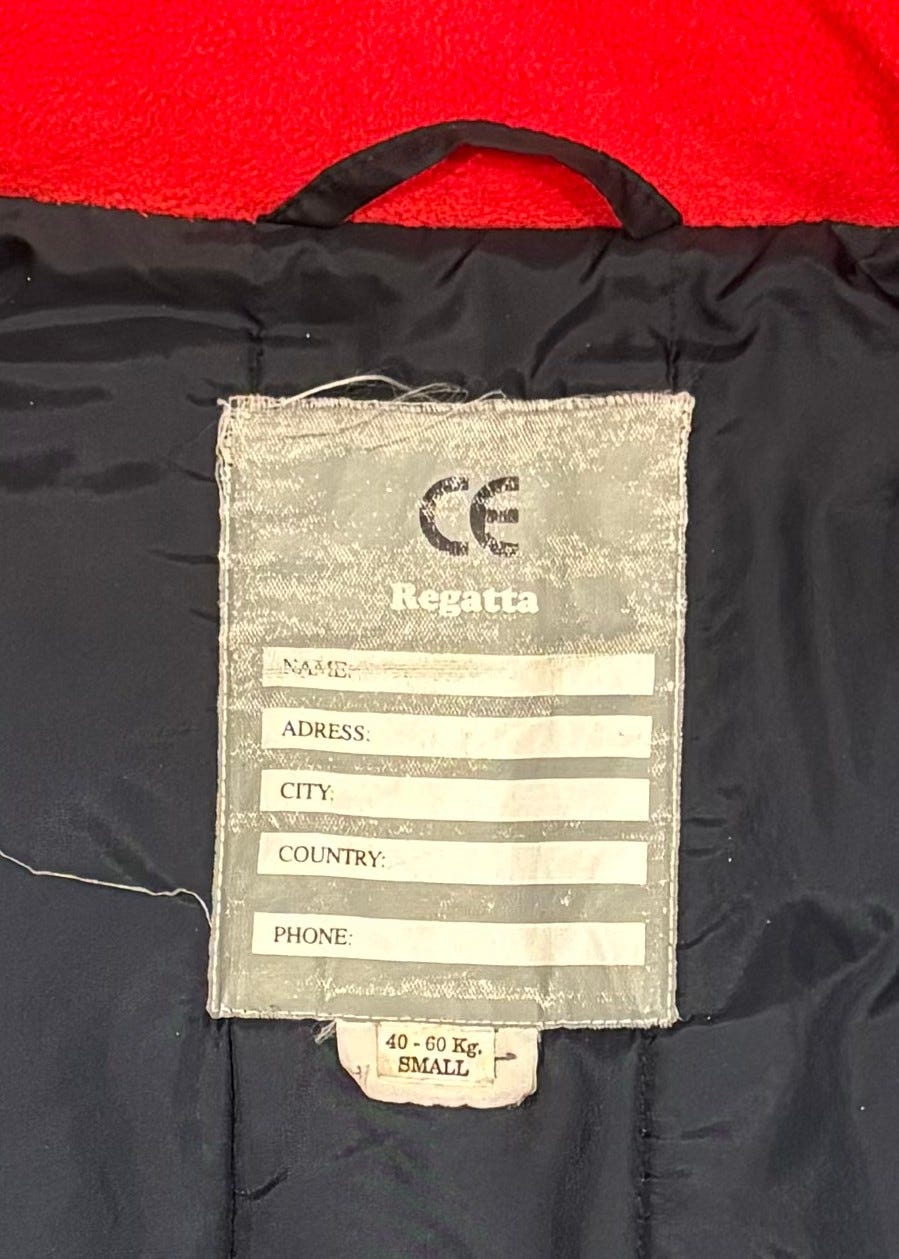 CE
Regatta
NAME:
ADRESS:
CITY:
COUNTRY:
PHONE:
40 - 60 Kg.
SMALL